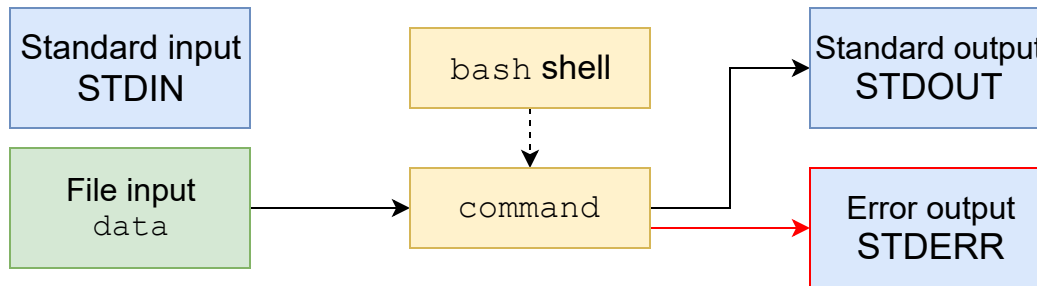 Standard input
STDIN
bash shell
Standard output
STDOUT
File input
data
command
Error output
STDERR